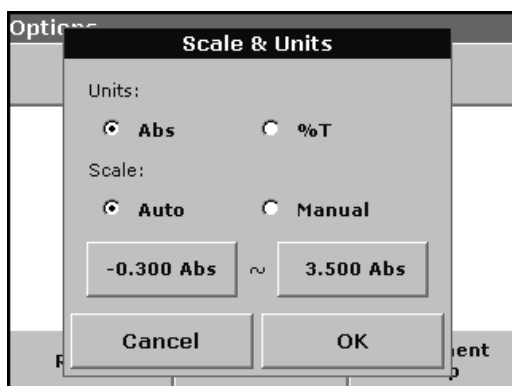 Scale & Units
Units:
Abs %T
Scale:
Auto Manual
-0.300 Abs ~ 3.500 Abs
Cancel OK